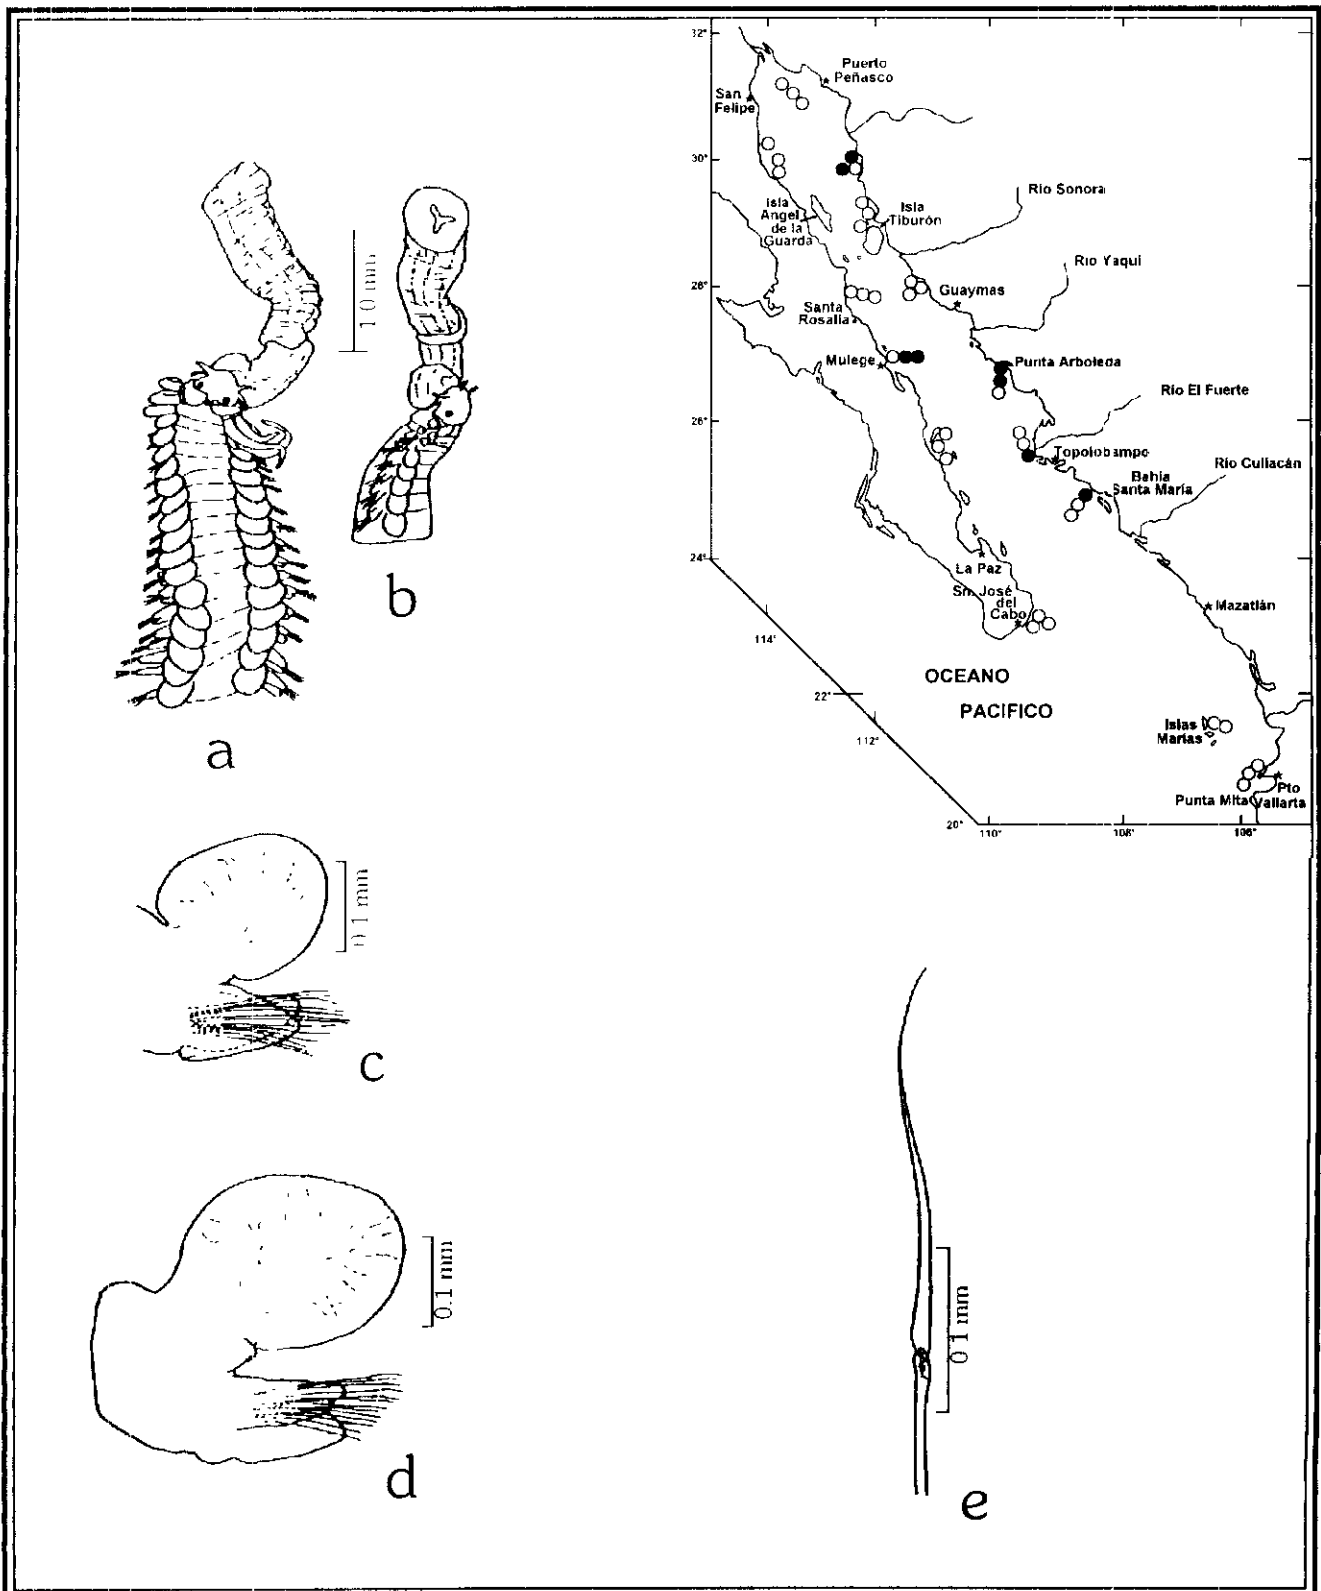 32°
Puerto
Peñasco
San
Felipe
30°
Isla
Angel
de la
Guarda
Isla
Tiburón
Río Sonora
Río Yaqui
28°
Guaymas
Santa
Rosalía
Mulege
Punta Arboleda
Río El Fuerte
26°
Topolobampo
Bahía
Santa María
Río Culiacán
24°
La Paz
Sn. José
del
Cabo
Mazatlán
114°
OCEANO
PACIFICO
22°
112°
Islas
Marías
Punta Mita
Pto
Vallarta
20°
110°
108°
106°
1 0 mm
a
b
0.1 mm
c
0.1 mm
d
0 1 mm
e